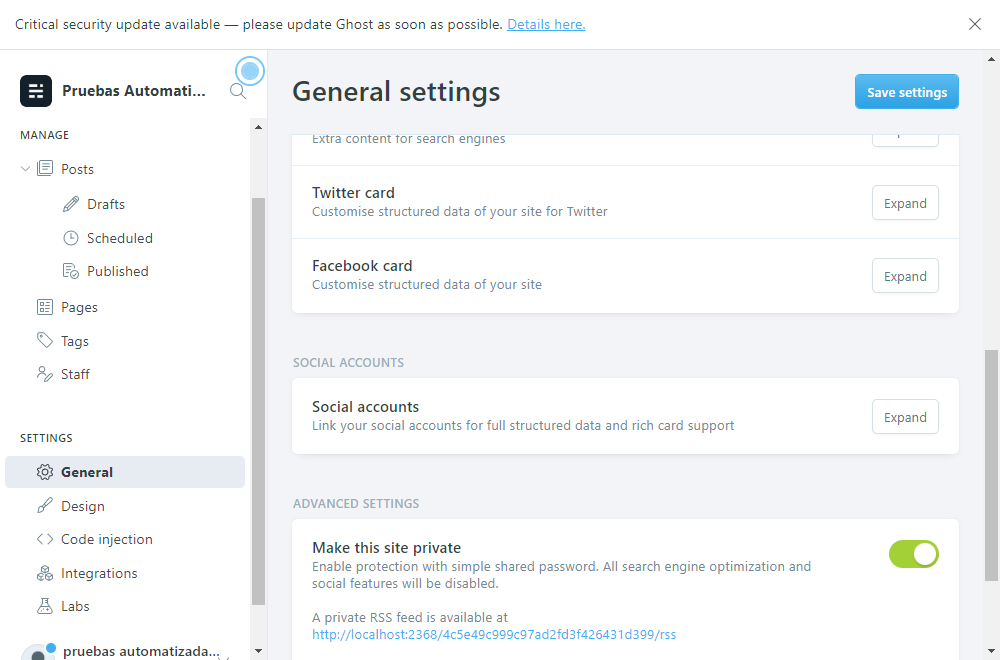 Critical security update available — please update Ghost as soon as possible. Details here.
Pruebas Automati...
General settings
Save settings
MANAGE
Posts
Drafts
Scheduled
Published
Pages
Tags
Staff
SETTINGS
General
Design
Code injection
Integrations
Labs
pruebas automatizada...
Extra content for search engines
Twitter card
Customise structured data of your site for Twitter
Expand
Facebook card
Customise structured data of your site
Expand
SOCIAL ACCOUNTS
Social accounts
Link your social accounts for full structured data and rich card support
Expand
ADVANCED SETTINGS
Make this site private
Enable protection with simple shared password. All search engine optimization and
social features will be disabled.
A private RSS feed is available at
http://localhost:2368/4c5e49c999c97ad2fd3f426431d399/rss